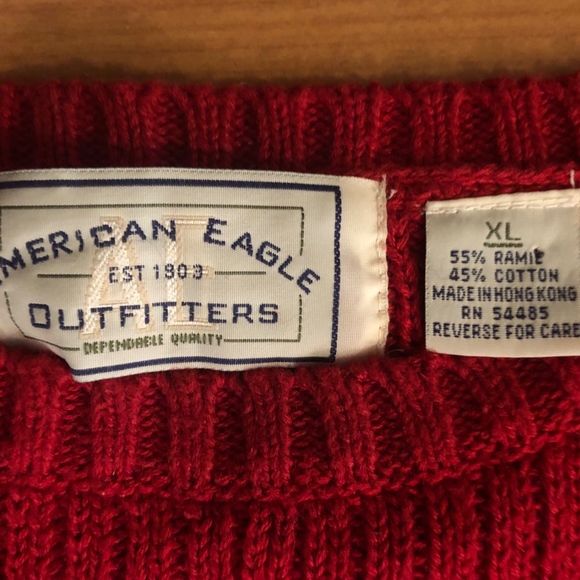 AE
AMERICAN EAGLE
EST
OUTFITTERS
DEPENDABLE QUALITY
XL
55% RAMIE
45% COTTON
MADE IN HONG KONG
RN 54485
REVERSE FOR CARE